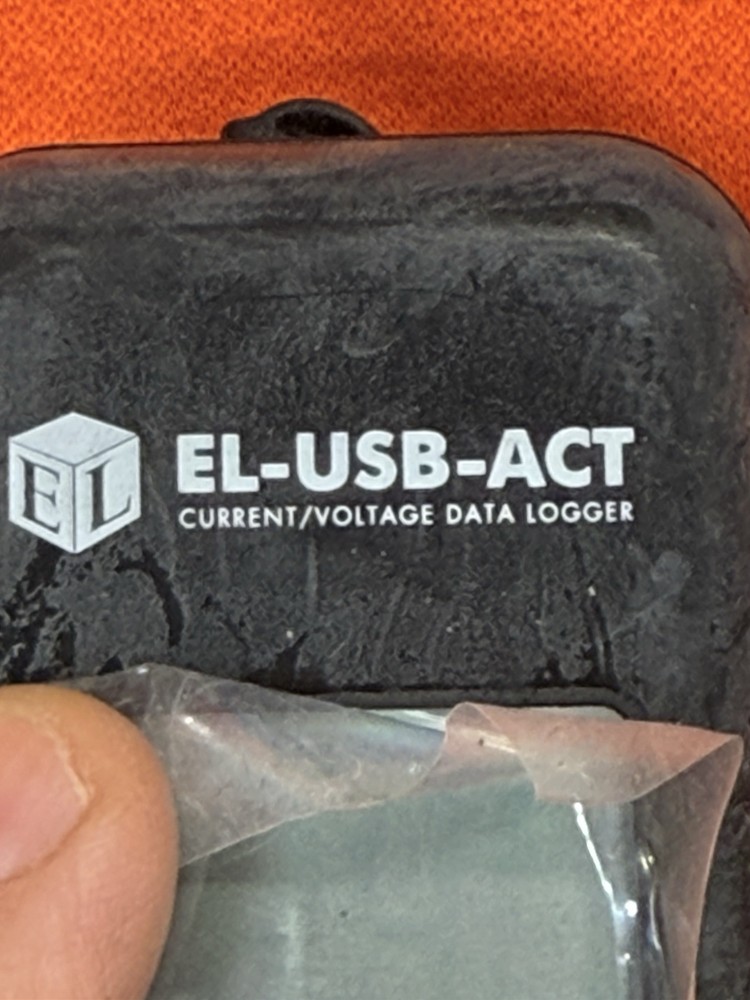 EL
EL-USB-ACT
CURRENT/VOLTAGE DATA LOGGER